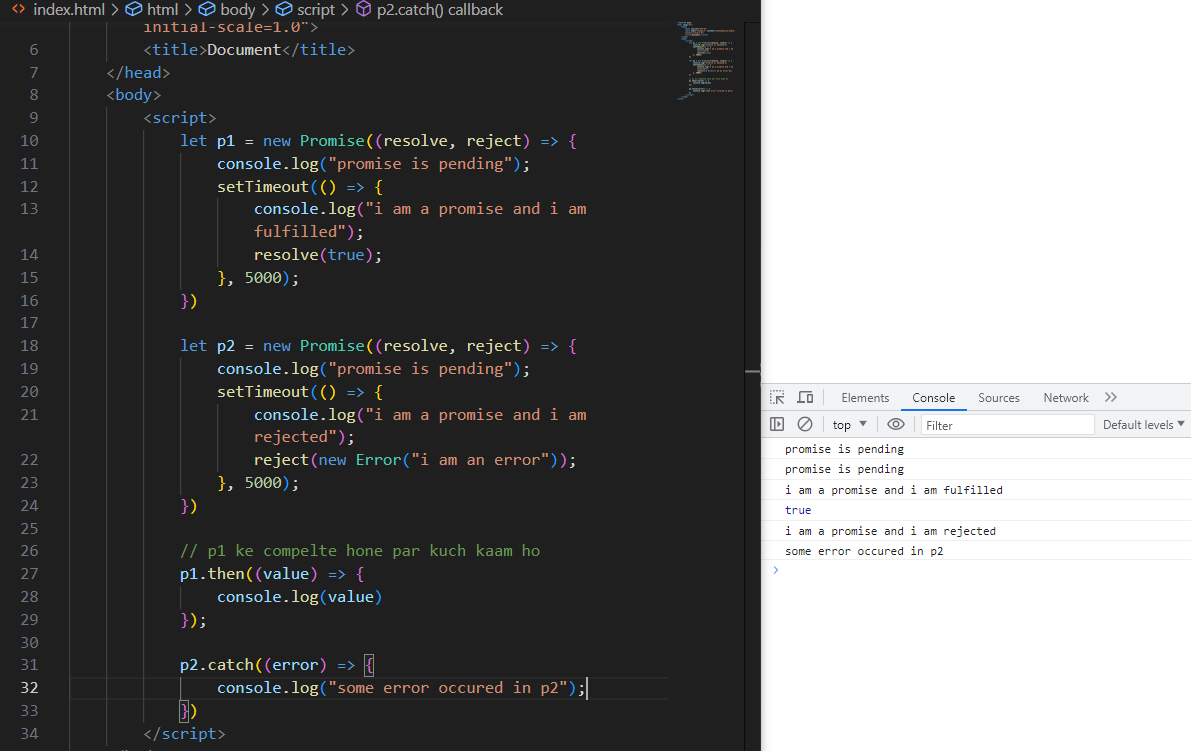 index.html > html > body > script > p2.catch() callback
initial-scale=1.0">
6 <title>Document</title>
7 </head>
8 <body>
9 <script>
10 let p1 = new Promise((resolve, reject) => {
11 console.log("promise is pending");
12 setTimeout(() => {
13 console.log("i am a promise and i am
fulfilled");
14 resolve(true);
15 }, 5000);
16 })
17
18 let p2 = new Promise((resolve, reject) => {
19 console.log("promise is pending");
20 setTimeout(() => {
21 console.log("i am a promise and i am
rejected");
22 reject(new Error("i am an error"));
23 }, 5000);
24 })
25
26 // p1 ke compelte hone par kuch kaam ho
27 p1.then((value) => {
28 console.log(value)
29 });
30
31 p2.catch((error) => {
32 console.log("some error occured in p2");
33 })
34 </script>
Elements Console Sources Network >>
top Filter Default levels
promise is pending
promise is pending
i am a promise and i am fulfilled
true
i am a promise and i am rejected
some error occured in p2
>